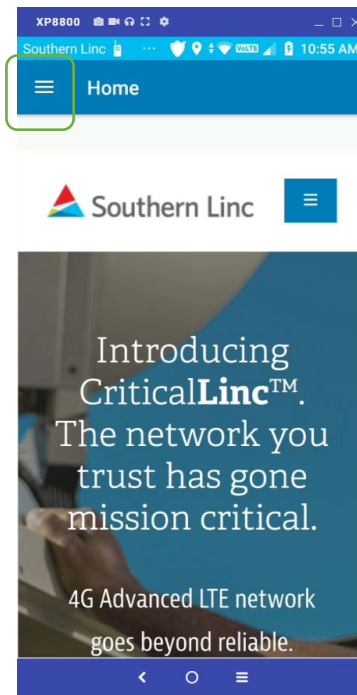 XP8800
Southern Linc ... VoLTE 10:55 AM
Home
Southern Linc
Introducing
CriticalLinc™.
The network you
trust has gone
mission critical.
4G Advanced LTE network
goes beyond reliable.